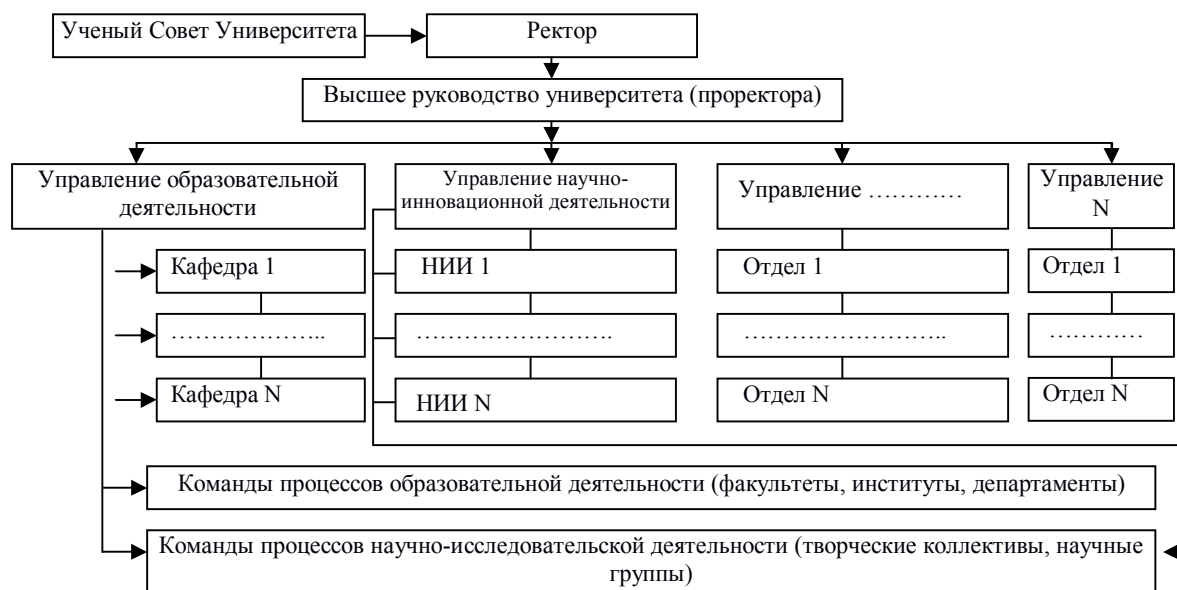 Ученый Совет Университета
Ректор
Высшее руководство университета (проректора)
Управление образовательной
деятельности
Управление научно-
инновационной деятельности
Управление …………
Управление
N
Кафедра 1
НИИ 1
Отдел 1
Отдел 1
………………..
…………………….
……………………..
…………
Кафедра N
НИИ N
Отдел N
Отдел N
Команды процессов образовательной деятельности (факультеты, институты, департаменты)
Команды процессов научно-исследовательской деятельности (творческие коллективы, научные
группы)